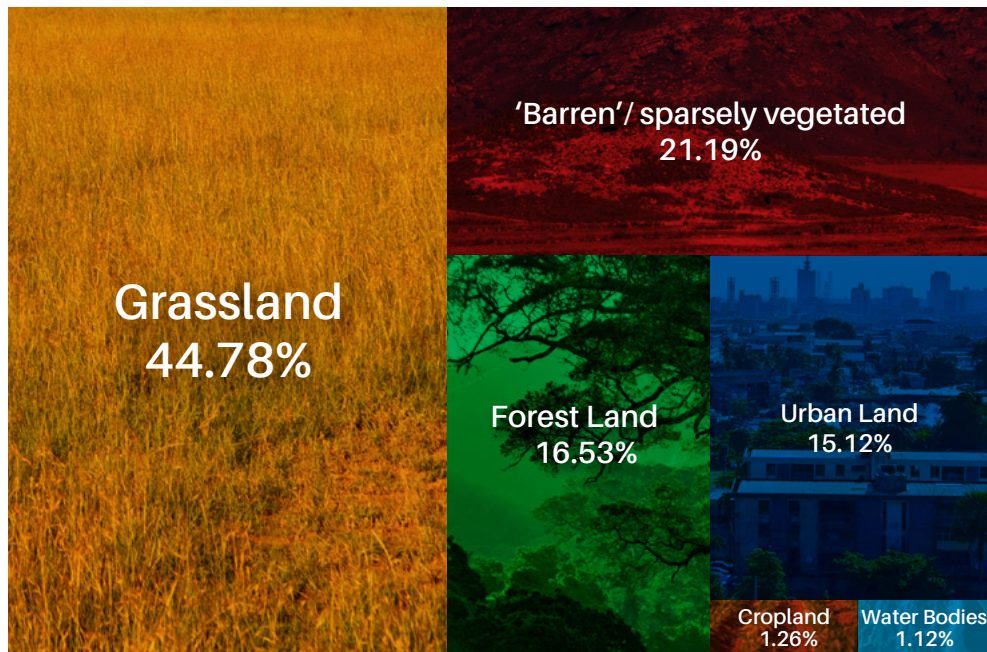 ‘Barren’/ sparsely vegetated
21.19%
Grassland
44.78%
Forest Land
16.53%
Urban Land
15.12%
Cropland
1.26%
Water Bodies
1.12%